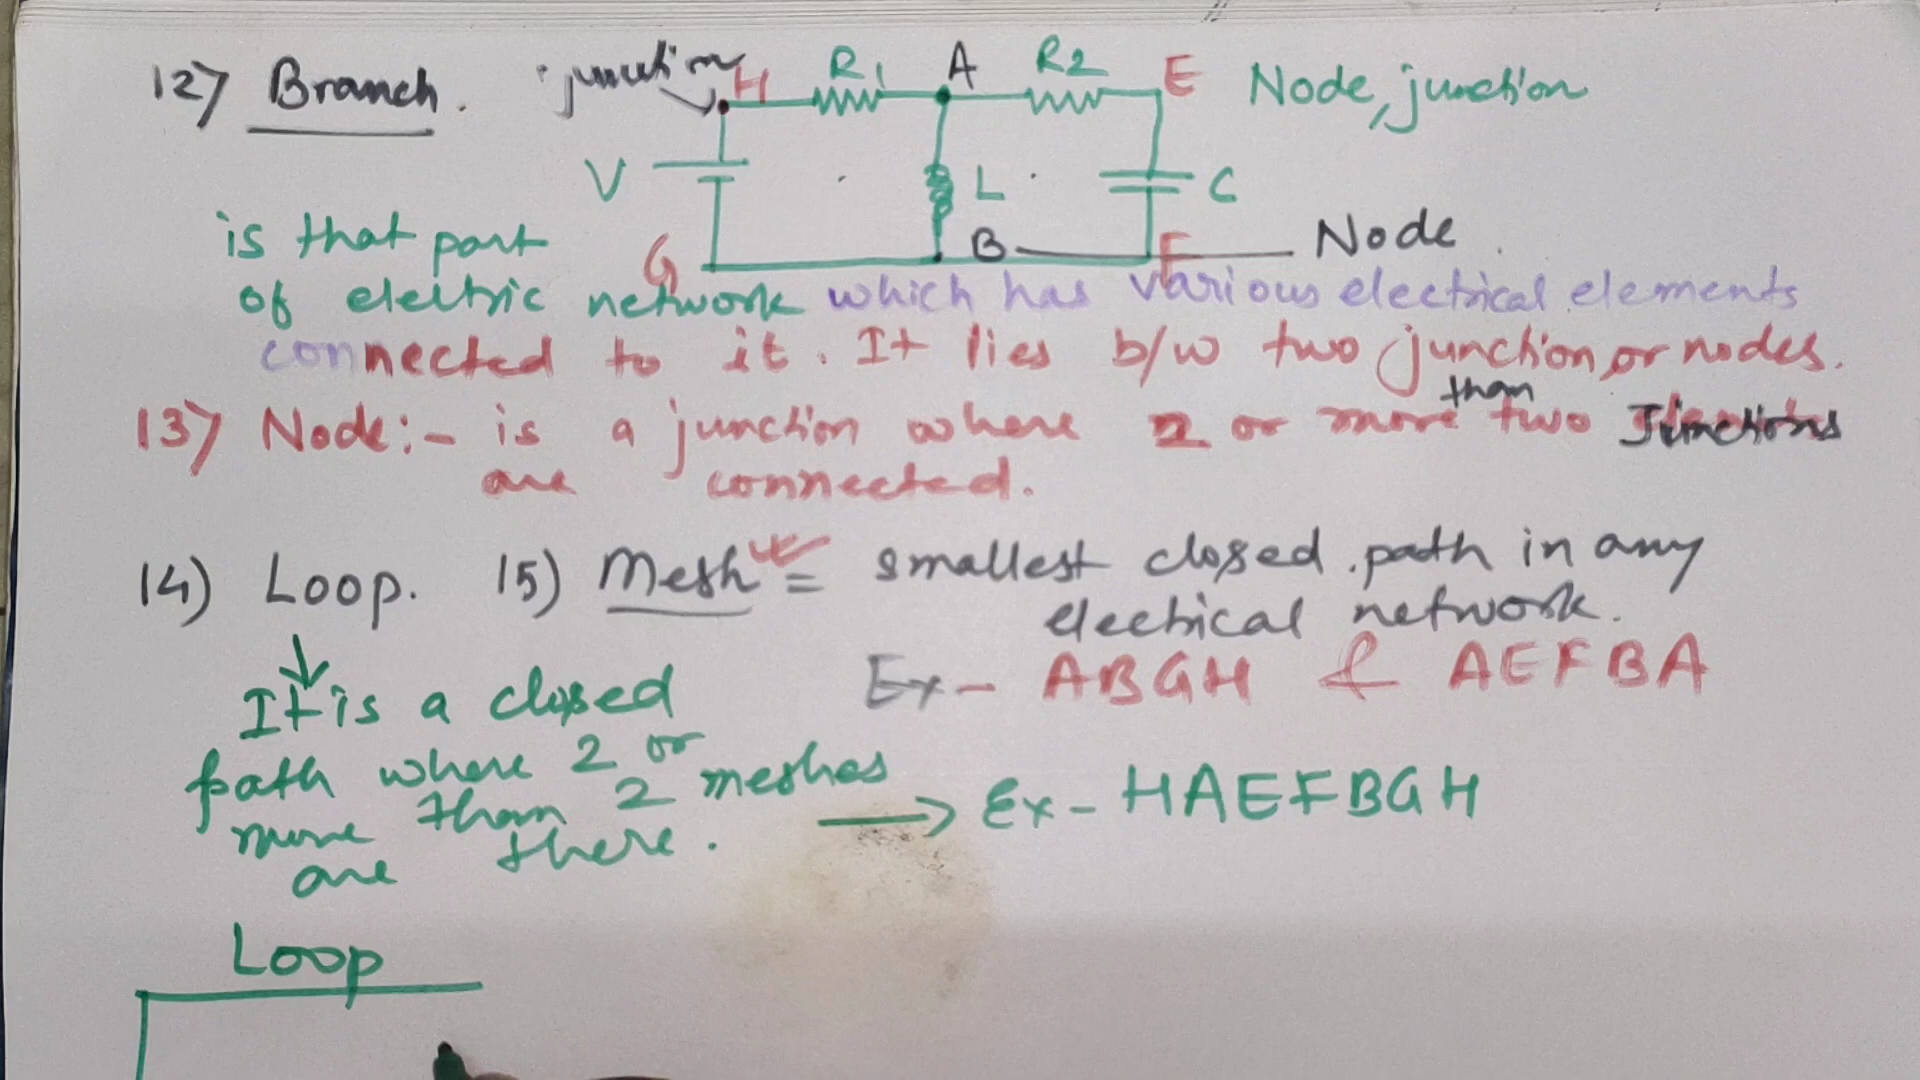 12) Branch.
junction H R1 A R2 E Node, junction
V L C
G B F Node
is that part
of electric network which has various electrical elements
connected to it. It lies b/w two junction, or nodes.
than
13) Node:- is a junction where 2 or more two Junctions
are connected.
14) Loop. 15) Mesh = smallest closed path in any
electrical network.
Ex- ABGH & AEFBA
It is a closed
path where 2 or
more than 2 meshes
are there.
Ex- HAEFBGH
Loop